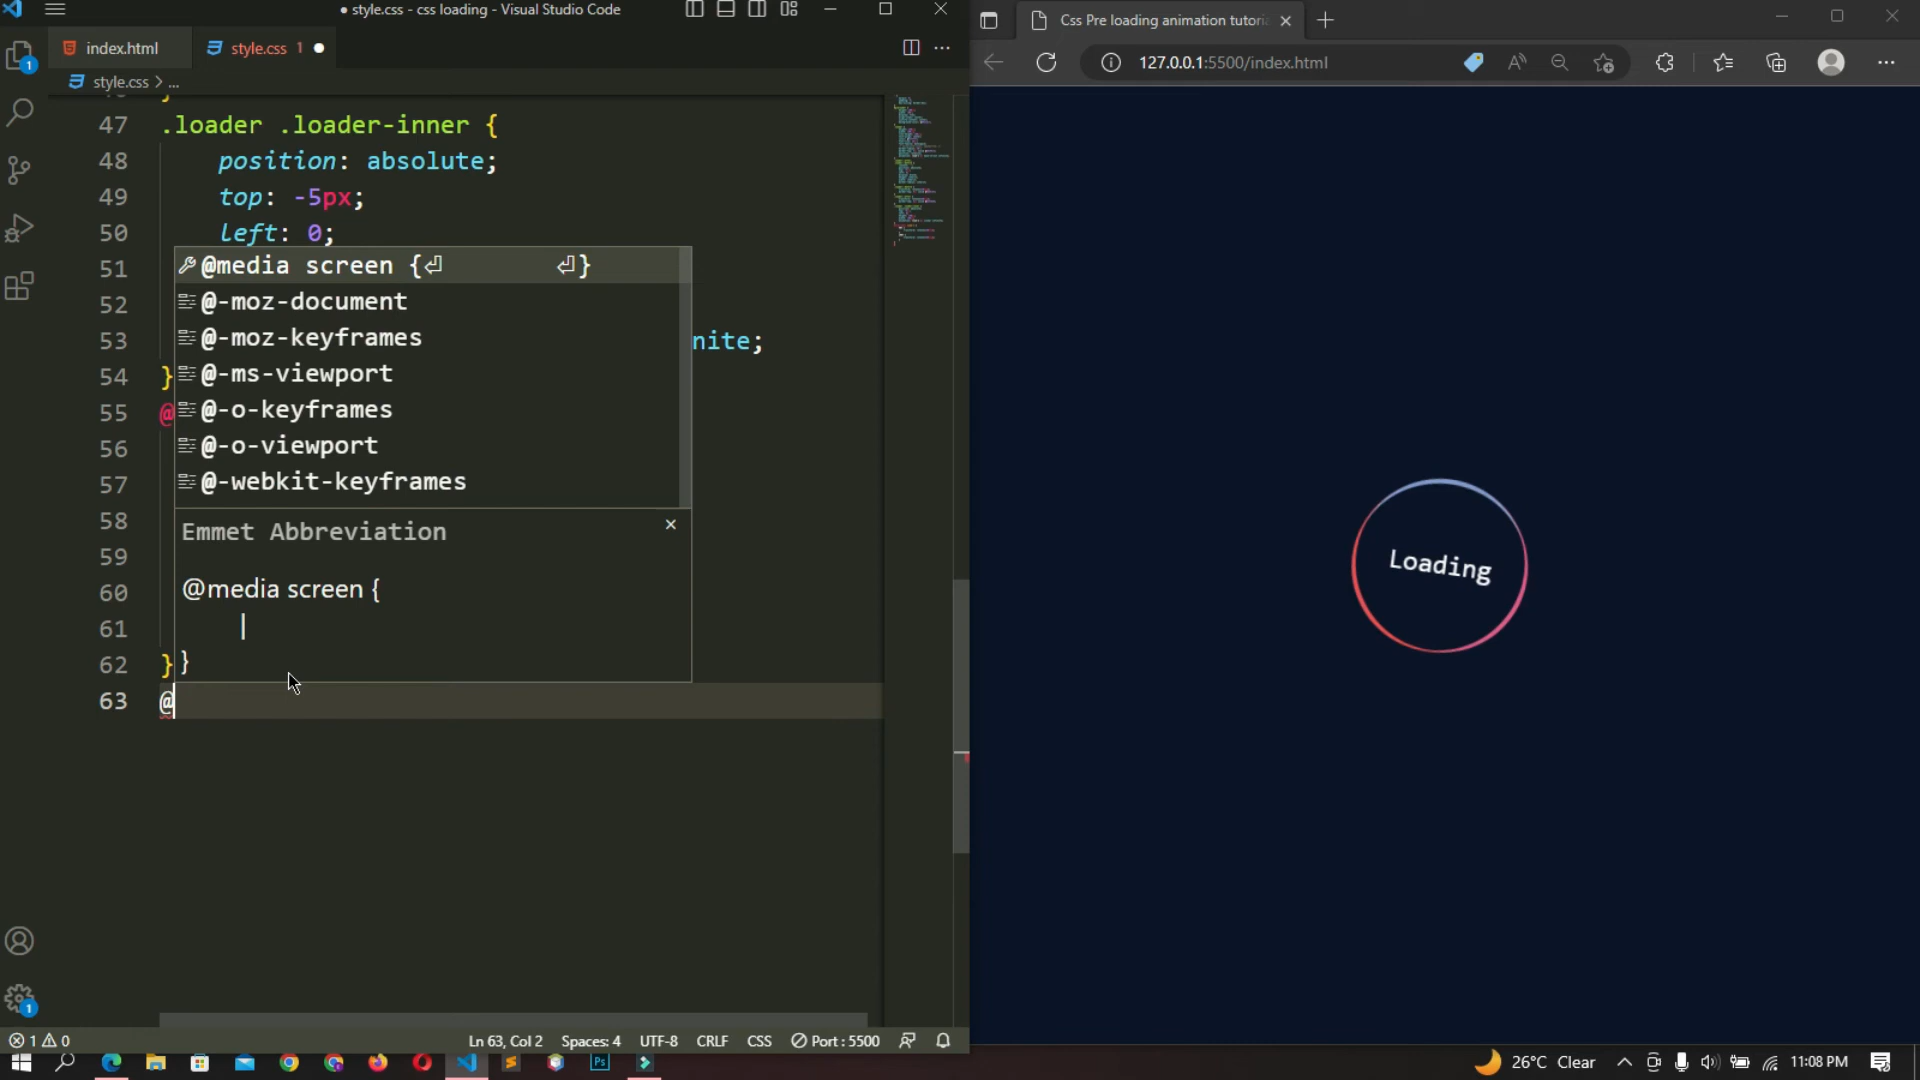 ● style.css - css loading - Visual Studio Code
index.html
style.css 1 ●
style.css > ...
47 .loader .loader-inner {
48 position: absolute;
49 top: -5px;
50 left: 0;
51
52
53 nite;
54 }
55 @
56
57
58
59
60
61
62 }
63 @
@media screen {⏎ ⏎}
@-moz-document
@-moz-keyframes
@-ms-viewport
@-o-keyframes
@-o-viewport
@-webkit-keyframes
Emmet Abbreviation
@media screen {
|
}
1
1
1 0
Ln 63, Col 2 Spaces: 4 UTF-8 CRLF CSS Port : 5500
Css Pre loading animation tutori
127.0.0.1:5500/index.html
Loading
Ps
26°C Clear
11:08 PM